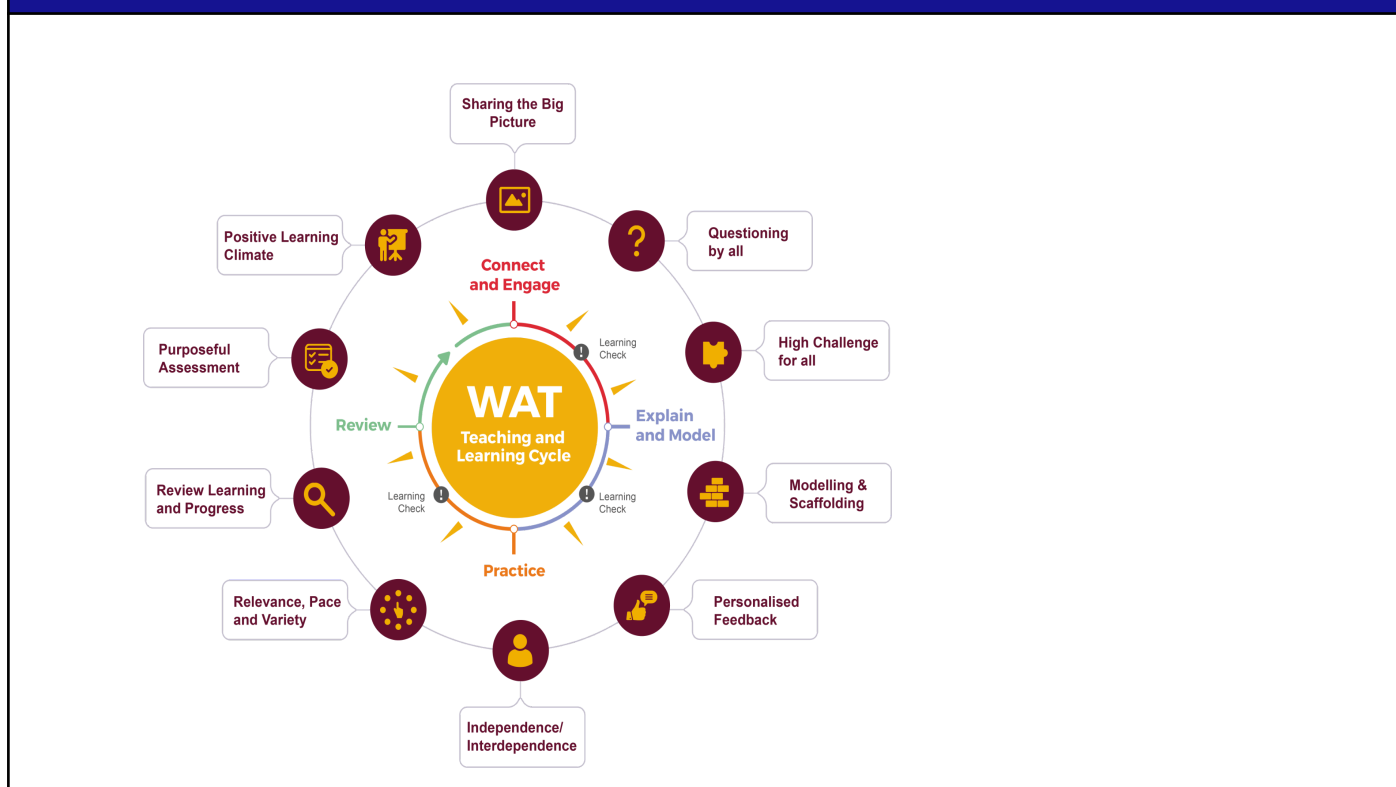 Sharing the Big
Picture
Questioning
by all
High Challenge
for all
Modelling &
Scaffolding
Personalised
Feedback
Independence/
Interdependence
Relevance, Pace
and Variety
Review Learning
and Progress
Purposeful
Assessment
Positive Learning
Climate
Connect
and Engage
Learning
Check
Explain
and Model
Learning
Check
Practice
Learning
Check
Review
WAT
Teaching and
Learning Cycle